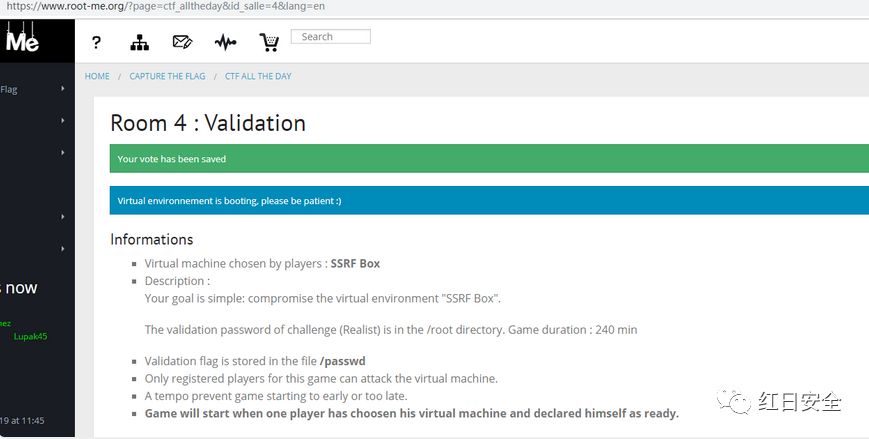 https://www.root-me.org/?page=ctf_alltheday&id_salle=4&lang=en
Me
?
Search
Flag
HOME / CAPTURE THE FLAG / CTF ALL THE DAY
Room 4 : Validation
Your vote has been saved
Virtual environnement is booting, please be patient :)
Informations
Virtual machine chosen by players : SSRF Box
Description :
Your goal is simple: compromise the virtual environment "SSRF Box".
The validation password of challenge (Realist) is in the /root directory. Game duration : 240 min
Validation flag is stored in the file /passwd
Only registered players for this game can attack the virtual machine.
A tempo prevent game starting to early or too late.
Game will start when one player has choosen his virtual machine and declared himself as ready.
s now
nez
Lupak45
19 at 11:45
红日安全